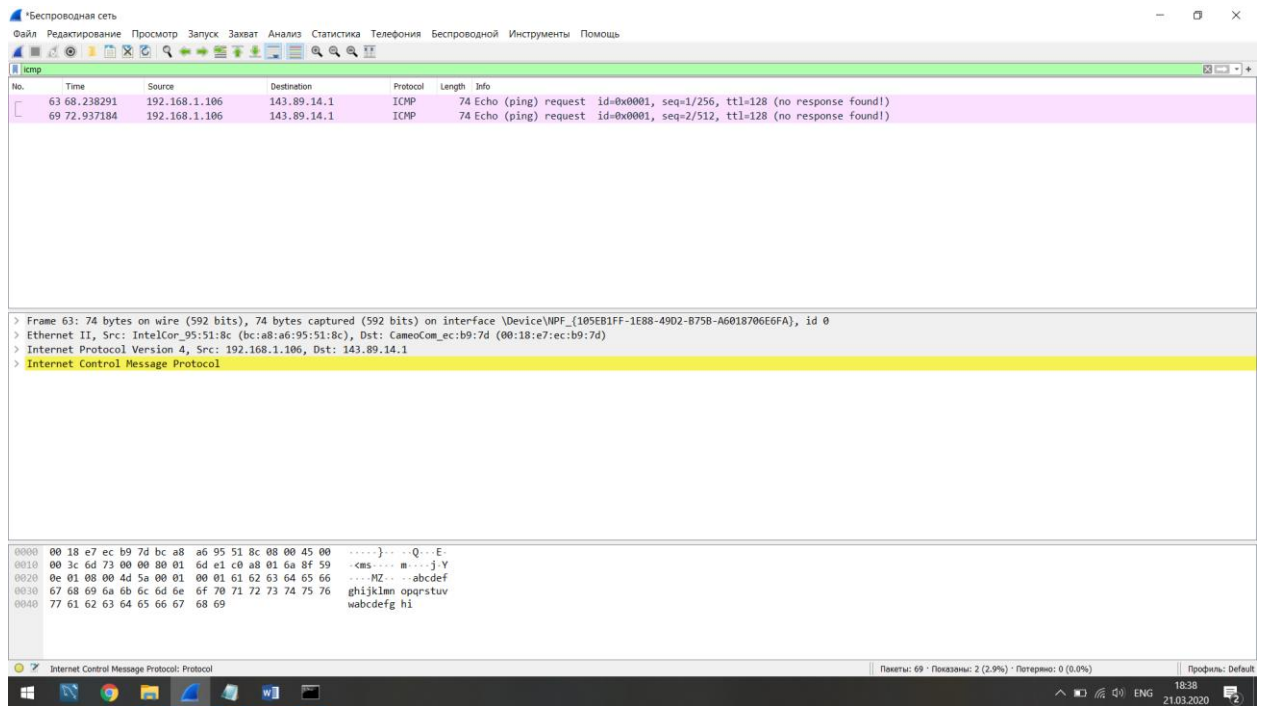 *Беспроводная сеть
Файл Редактирование Просмотр Запуск Захват Анализ Статистика Телефония Беспроводной Инструменты Помощь
icmp
No. Time Source Destination Protocol Length Info
63 68.238291 192.168.1.106 143.89.14.1 ICMP 74 Echo (ping) request id=0x0001, seq=1/256, ttl=128 (no response found!)
69 72.937184 192.168.1.106 143.89.14.1 ICMP 74 Echo (ping) request id=0x0001, seq=2/512, ttl=128 (no response found!)
> Frame 63: 74 bytes on wire (592 bits), 74 bytes captured (592 bits) on interface \Device\NPF_{105EB1FF-1E88-49D2-B75B-A6018706E6FA}, id 0
> Ethernet II, Src: IntelCor_95:51:8c (bc:a8:a6:95:51:8c), Dst: CameoCom_ec:b9:7d (00:18:e7:ec:b9:7d)
> Internet Protocol Version 4, Src: 192.168.1.106, Dst: 143.89.14.1
> Internet Control Message Protocol
0000 00 18 e7 ec b9 7d bc a8 a6 95 51 8c 08 00 45 00 ·····}·· ··Q···E·
0010 00 3c 6d 73 00 00 80 01 6d e1 c0 a8 01 6a 8f 59 ·<ms···· m····j·Y
0020 0e 01 08 00 4d 5a 00 01 00 01 61 62 63 64 65 66 ····MZ·· ··abcdef
0030 67 68 69 6a 6b 6c 6d 6e 6f 70 71 72 73 74 75 76 ghijklmn opqrstuv
0040 77 61 62 63 64 65 66 67 68 69 wabcdefg hi
Internet Control Message Protocol: Protocol Пакеты: 69 · Показаны: 2 (2.9%) · Потеряно: 0 (0.0%) Профиль: Default
ENG 18:38
21.03.2020